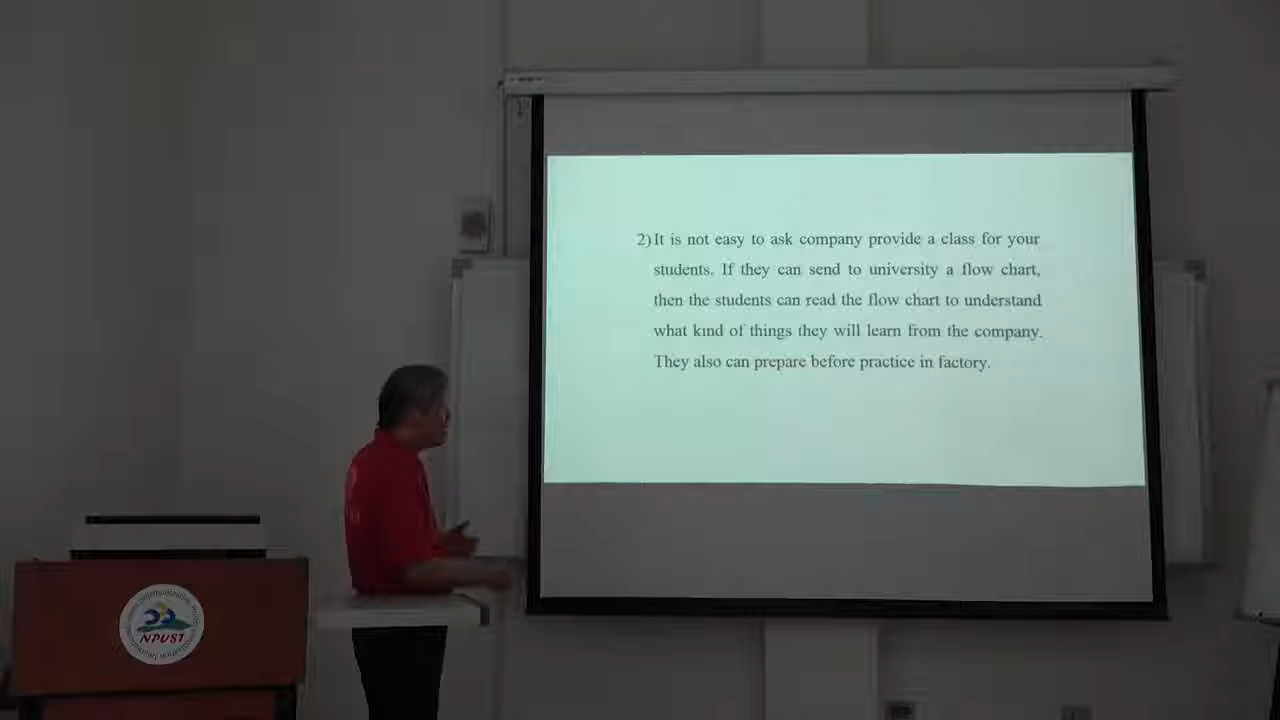 2) It is not easy to ask company provide a class for your
students. If they can send to university a flow chart,
then the students can read the flow chart to understand
what kind of things they will learn from the company.
They also can prepare before practice in factory.
NPUST